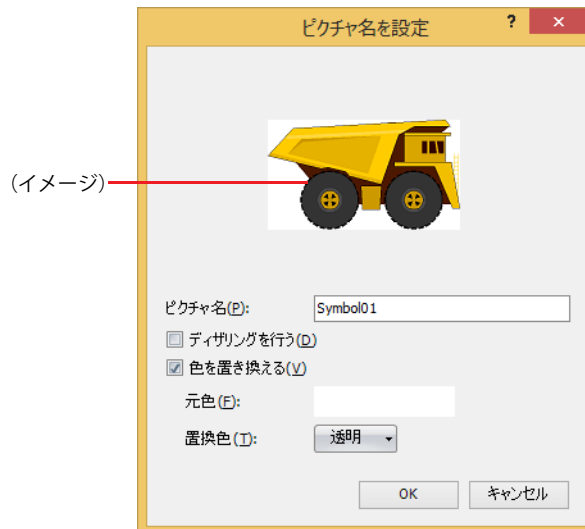 ピクチャ名を設定
?
×
(イメージ)
ピクチャ名(P):
Symbol01
ディザリングを行う(D)
色を置き換える(V)
元色(F):
置換色(T):
透明
OK
キャンセル